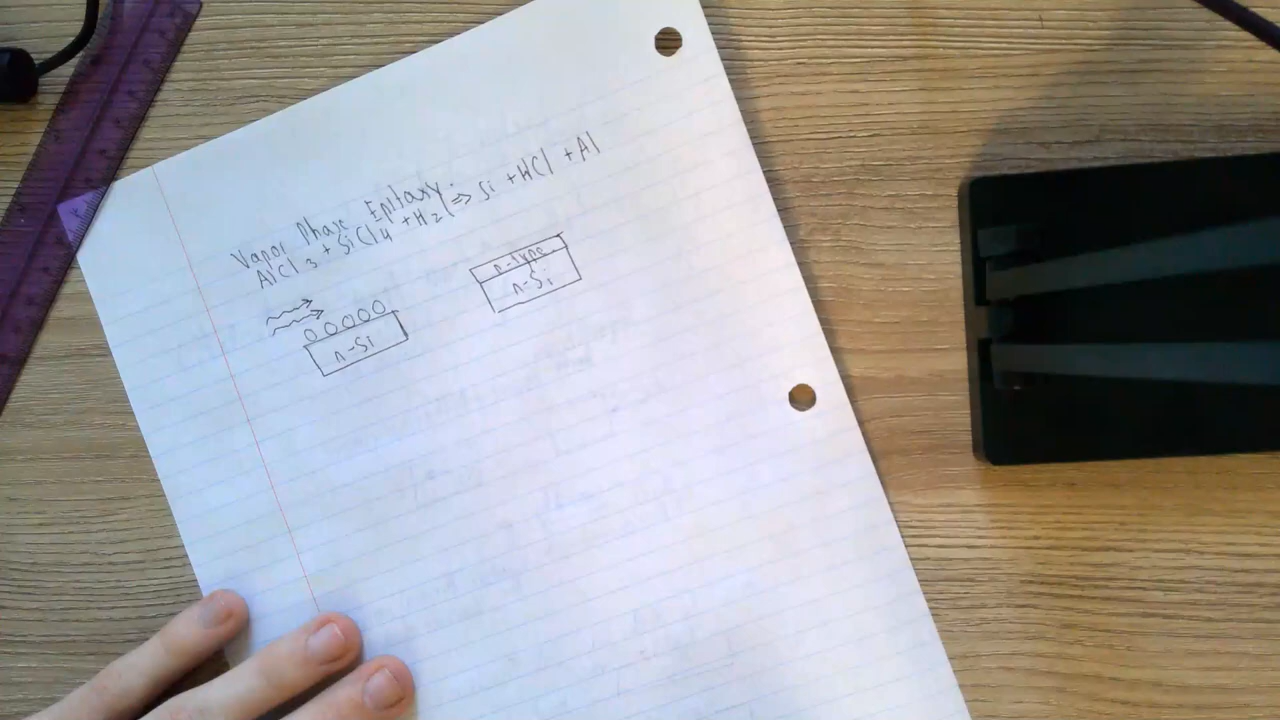 Vapor Phase Epitaxy:
AlCl3 + SiCl4 + H2 => Si + HCl + Al
n-type
n-Si
n-Si